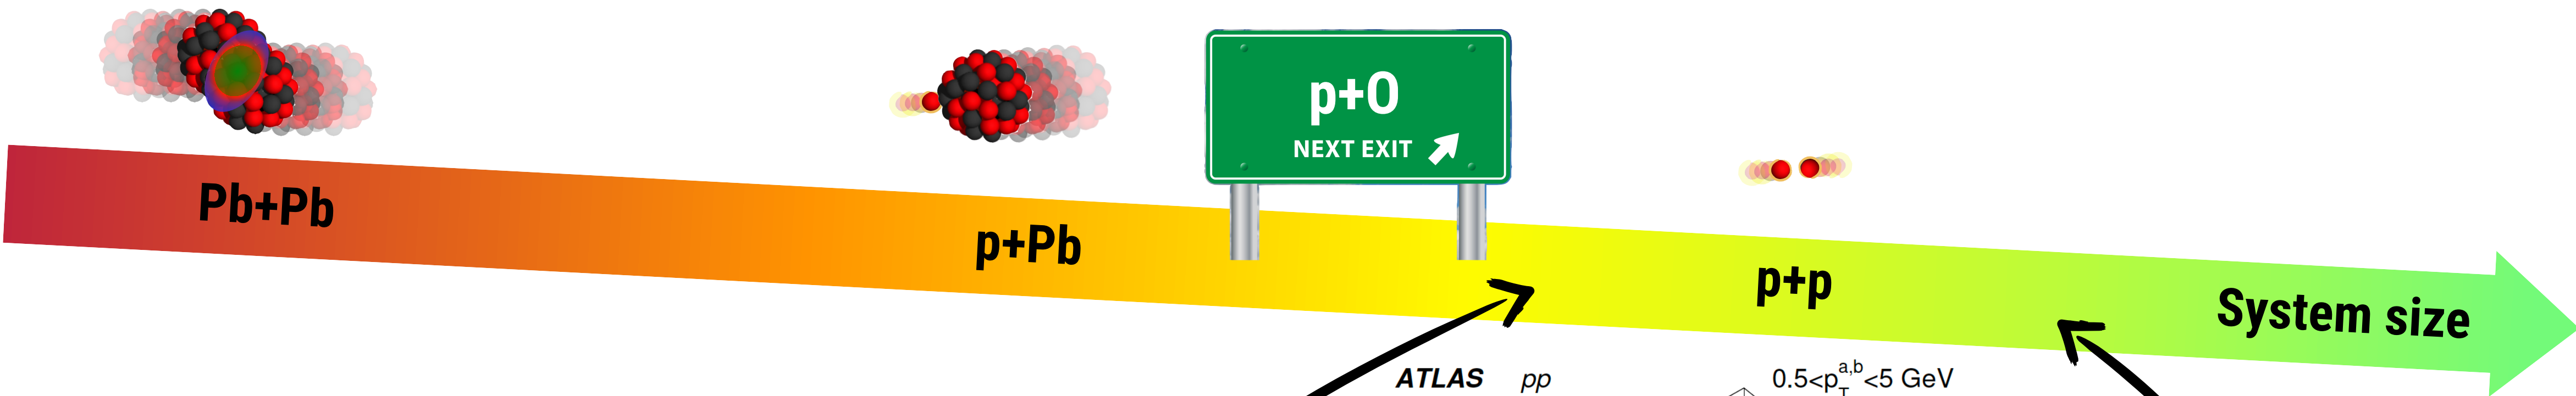 p+O
NEXT EXIT
Pb+Pb
p+Pb
p+p
System size
ATLAS pp
0.5<p_T^{a,b}<5 GeV